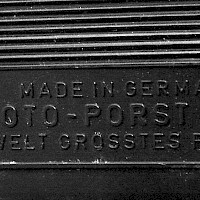 MADE IN GERMA
OTO-PORST
WELT GRÖSSTES